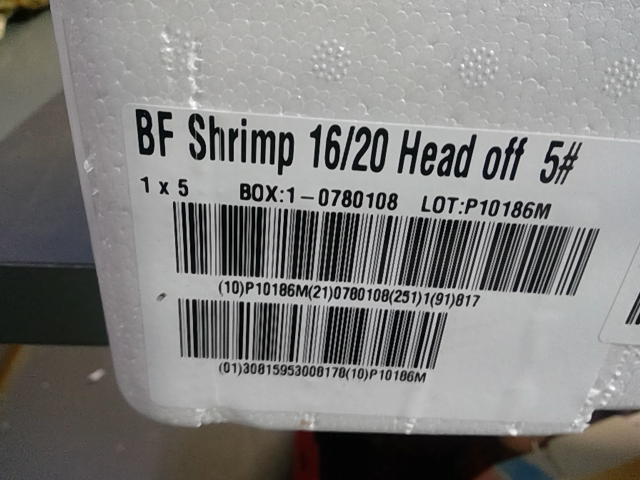 BF Shrimp 16/20 Head off 5#
1 x 5 BOX:1-0780108 LOT:P10186M
(10)P10186M(21)0780108(251)1(91)817
(01)30815953008178(10)P10186M